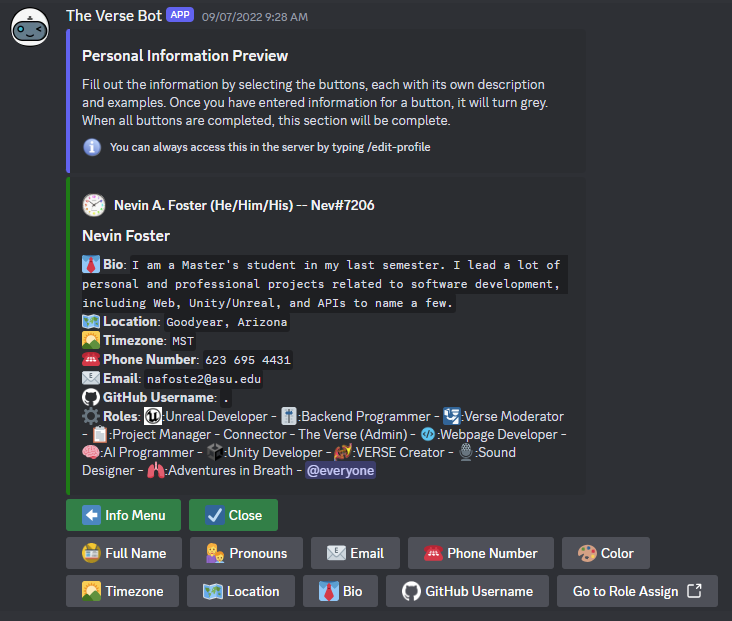 The Verse Bot APP 09/07/2022 9:28 AM
Personal Information Preview
Fill out the information by selecting the buttons, each with its own description
and examples. Once you have entered information for a button, it will turn grey.
When all buttons are completed, this section will be complete.
You can always access this in the server by typing /edit-profile
Nevin A. Foster (He/Him/His) -- Nev#7206
Nevin Foster
Bio: I am a Master's student in my last semester. I lead a lot of
personal and professional projects related to software development,
including Web, Unity/Unreal, and APIs to name a few.
Location: Goodyear, Arizona
Timezone: MST
Phone Number: 623 695 4431
Email: nafoste2@asu.edu
GitHub Username: .
Roles: :Unreal Developer - :Backend Programmer - :Verse Moderator
- :Project Manager - Connector - The Verse (Admin) - :Webpage Developer -
:AI Programmer - :Unity Developer - :VERSE Creator - :Sound
Designer - :Adventures in Breath - @everyone
Info Menu Close
Full Name Pronouns Email Phone Number Color
Timezone Location Bio GitHub Username Go to Role Assign